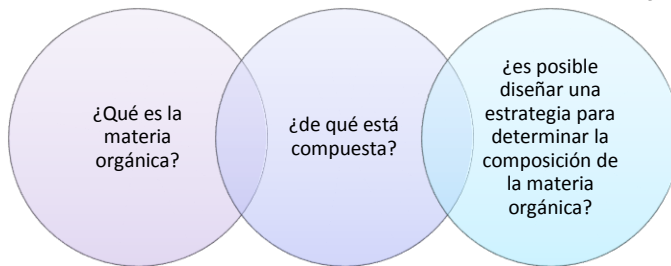 ¿Qué es la
materia
orgánica?
¿de qué está
compuesta?
¿es posible
diseñar una
estrategia para
determinar la
composición de
la materia
orgánica?